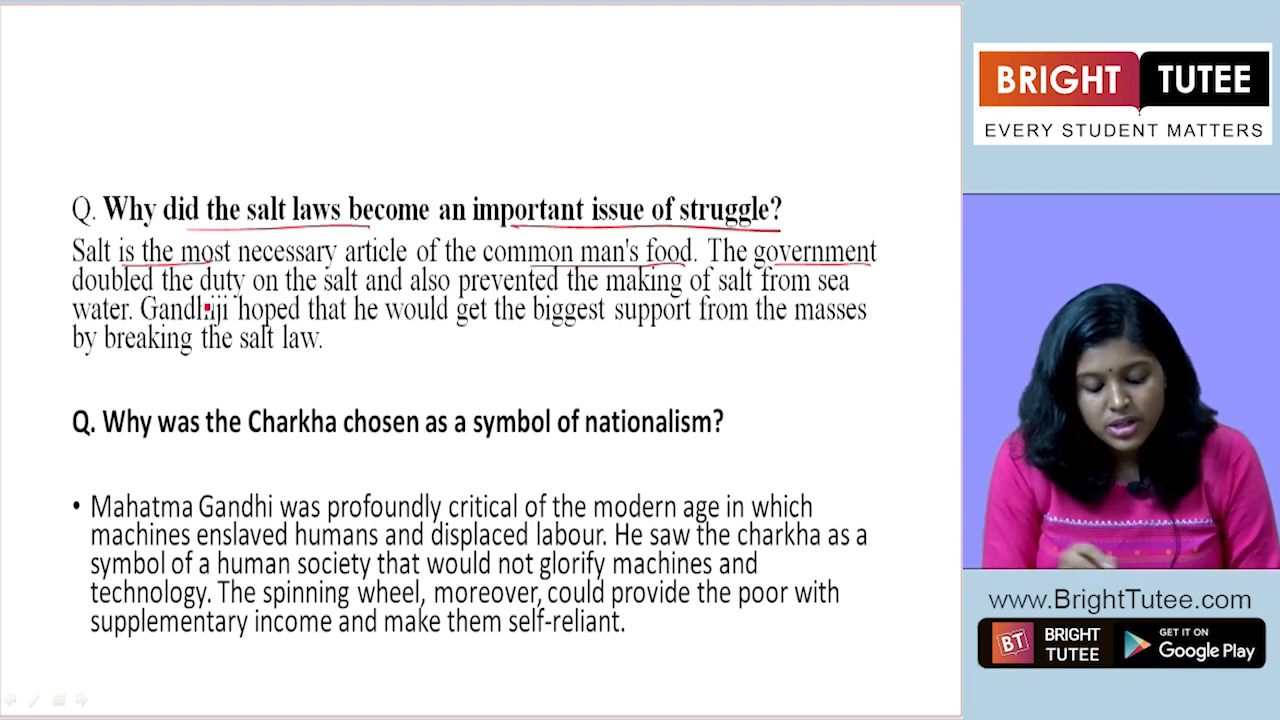 Q. Why did the salt laws become an important issue of struggle?
Salt is the most necessary article of the common man's food. The government
doubled the duty on the salt and also prevented the making of salt from sea
water. Gandhiji hoped that he would get the biggest support from the masses
by breaking the salt law.
Q. Why was the Charkha chosen as a symbol of nationalism?
• Mahatma Gandhi was profoundly critical of the modern age in which
machines enslaved humans and displaced labour. He saw the charkha as a
symbol of a human society that would not glorify machines and
technology. The spinning wheel, moreover, could provide the poor with
supplementary income and make them self-reliant.
BRIGHT TUTEE
EVERY STUDENT MATTERS
www.BrightTutee.com
BT
BRIGHT
TUTEE
GET IT ON
Google Play